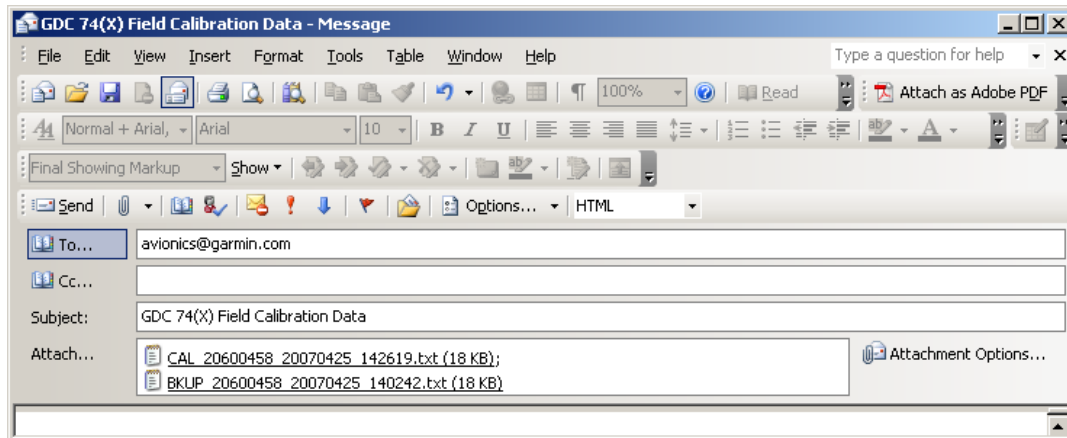 GDC 74(X) Field Calibration Data - Message
File Edit View Insert Format Tools Table Window Help Type a question for help
100% Read Attach as Adobe PDF
Normal + Arial, Arial 10 B I U A
Final Showing Markup Show
Send Options... HTML
To... avionics@garmin.com
Cc...
Subject: GDC 74(X) Field Calibration Data
Attach... CAL_20600458_20070425_142619.txt (18 KB);
BKUP_20600458_20070425_140242.txt (18 KB)
Attachment Options...